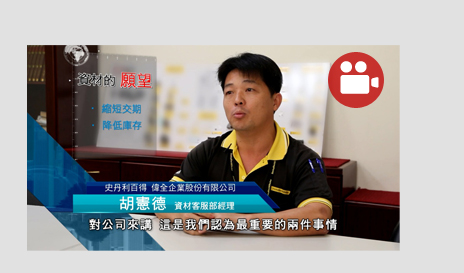 資材的 願望
· 縮短交期
· 降低庫存
史丹利百得 偉全企業股份有限公司
胡憲德 資材客服部經理
對公司來講 這是我們認為最重要的兩件事情